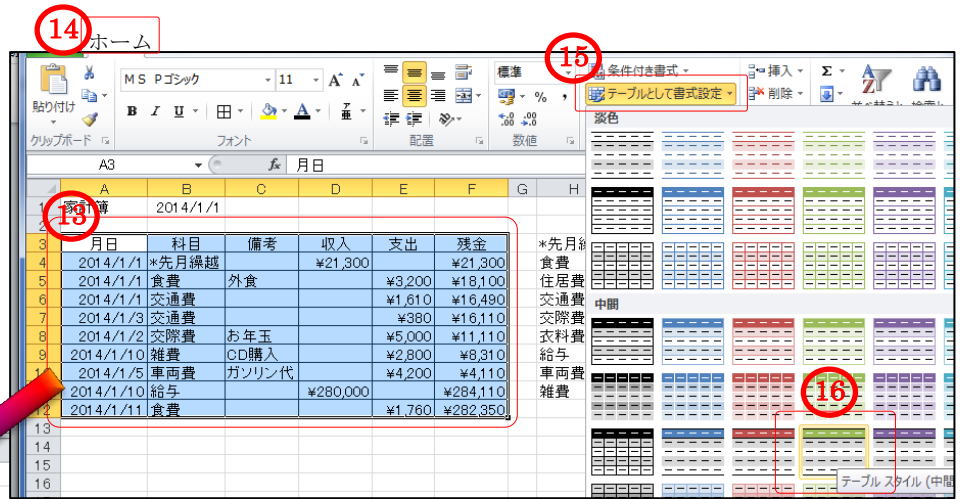 14 ホーム
15
MS Pゴシック 11 標準 条件付き書式 挿入 Σ
貼り付け B I U A % , テーブルとして書式設定 削除
クリップボード フォント 配置 数値 淡色
A3 fx 月日
A B C D E F G H
1 家計簿 2014/1/1
13
3 月日 科目 備考 収入 支出 残金
4 2014/1/1 *先月繰越 ¥21,300 ¥21,300 食費
5 2014/1/1 食費 外食 ¥3,200 ¥18,100 住居費
6 2014/1/1 交通費 ¥1,610 ¥16,490 交通費
7 2014/1/3 交通費 ¥380 ¥16,110 交際費
8 2014/1/2 交際費 お年玉 ¥5,000 ¥11,110 衣料費
9 2014/1/10 雑費 CD購入 ¥2,800 ¥8,310 給与
2014/1/5 車両費 ガソリン代 ¥4,200 ¥4,110 車両費
2014/1/10 給与 ¥280,000 ¥284,110 雑費
12 2014/1/11 食費 ¥1,760 ¥282,350
13
14
15
16
中間
16
テーブル スタイル (中間